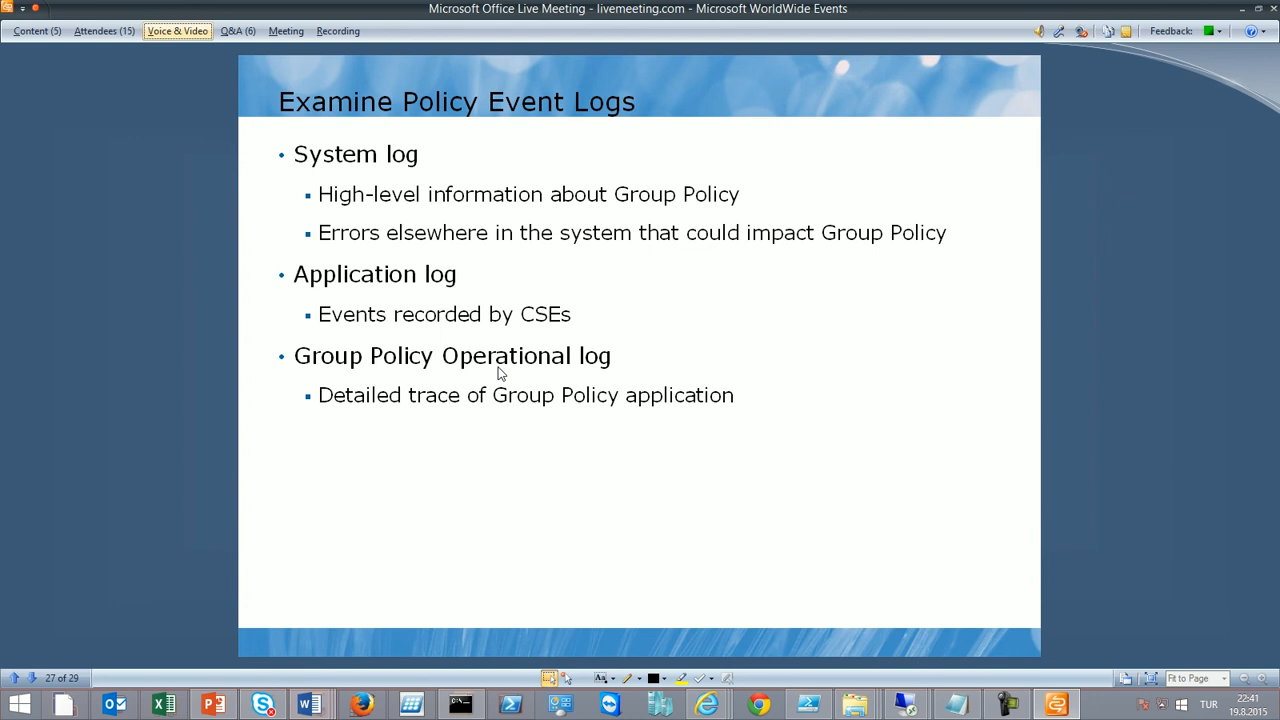 Microsoft Office Live Meeting - livemeeting.com - Microsoft WorldWide Events
Content (5) Attendees (15) Voice & Video Q&A (6) Meeting Recording Feedback:
Examine Policy Event Logs
• System log
▪ High-level information about Group Policy
▪ Errors elsewhere in the system that could impact Group Policy
• Application log
▪ Events recorded by CSEs
• Group Policy Operational log
▪ Detailed trace of Group Policy application
27 of 29 Aa Fit to Page
22:41
TUR
19.8.2015